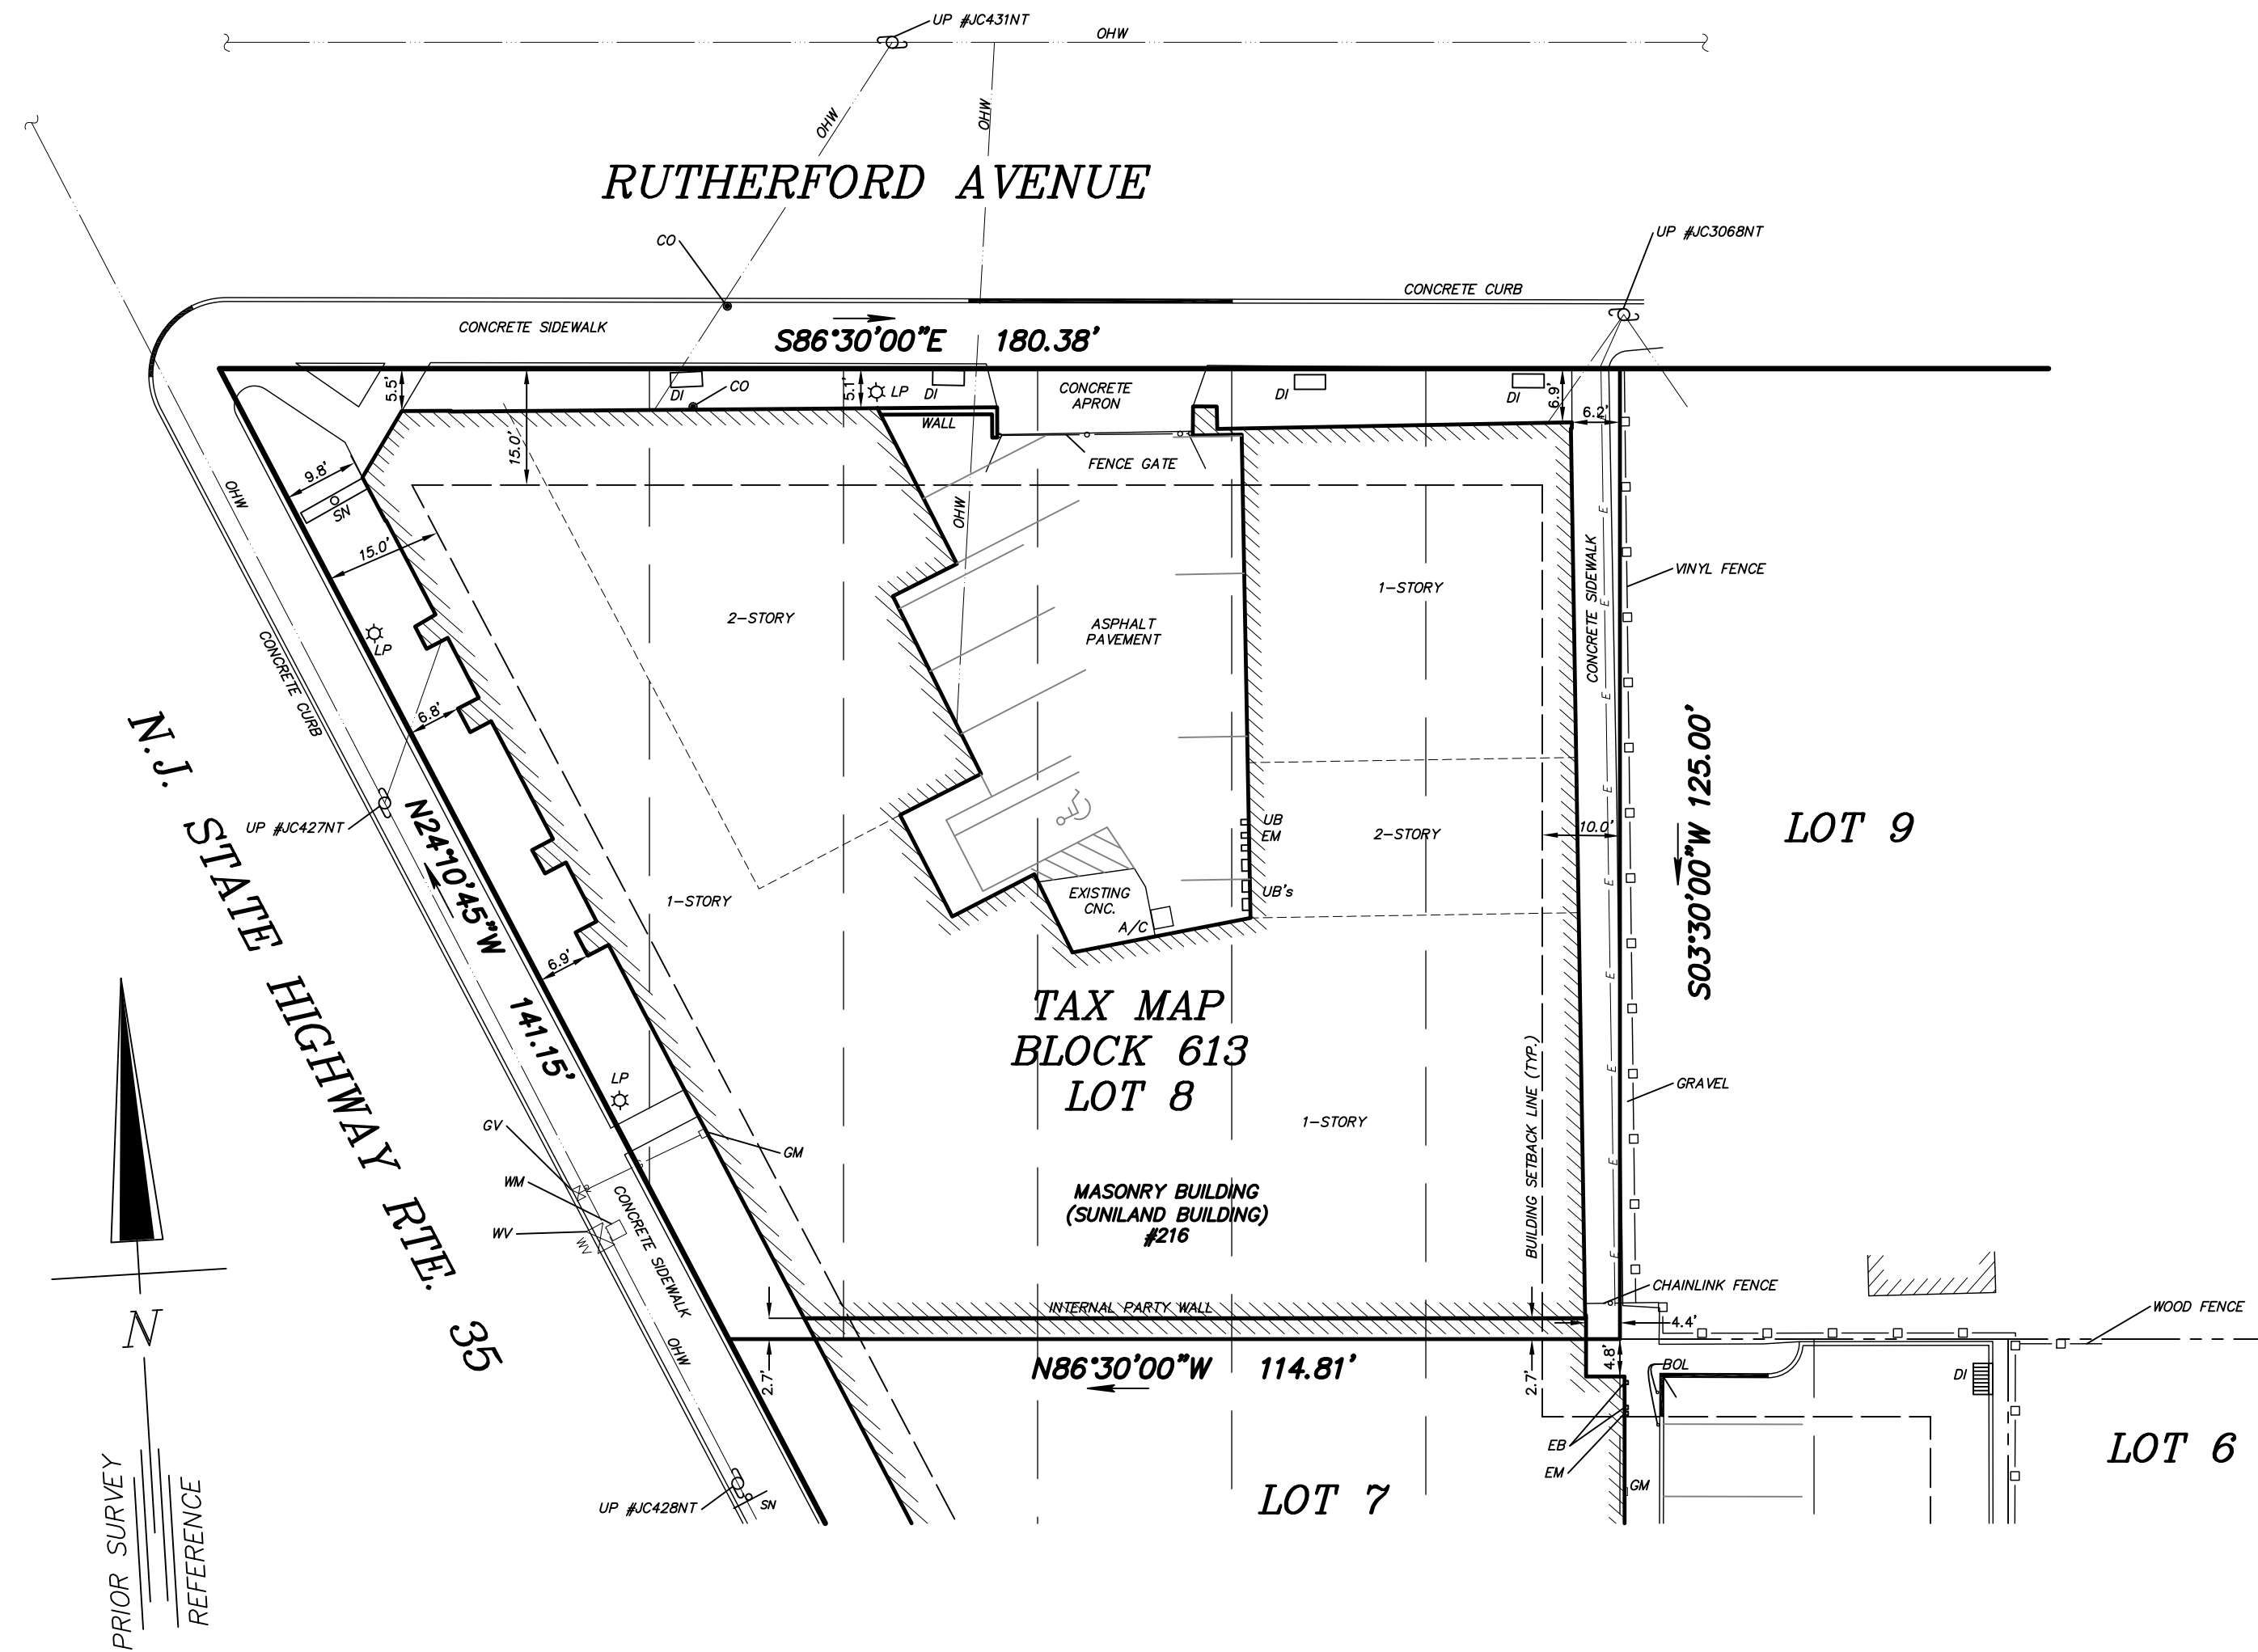 UP #JC431NT
OHW
OHW
OHW
RUTHERFORD AVENUE
CO
UP #JC3068NT
CONCRETE CURB
CONCRETE SIDEWALK
S86°30'00"E 180.38'
5.5'
DI
CO
5.1'
LP
DI
CONCRETE
APRON
DI
DI
6.9'
6.2'
WALL
15.0'
FENCE GATE
9.8'
SN
OHW
OHW
15.0'
E
CONCRETE SIDEWALK
VINYL FENCE
1-STORY
E
2-STORY
ASPHALT
PAVEMENT
LP
CONCRETE CURB
E
6.8'
N.J. STATE HIGHWAY RTE. 35
S03°30'00"W 125.00'
E
UP #JC427NT
N24°10'45"W 141.15'
UB
EM
2-STORY
10.0'
LOT 9
E
1-STORY
EXISTING
CNC.
UB's
A/C
6.9'
E
TAX MAP
BLOCK 613
LOT 8
E
LP
GRAVEL
GV
1-STORY
BUILDING SETBACK LINE (TYP.)
GM
E
WM
MASONRY BUILDING
(SUNILAND BUILDING)
#216
WV
WV
CONCRETE SIDEWALK
E
CHAINLINK FENCE
INTERNAL PARTY WALL
WOOD FENCE
4.4'
N
OHW
2.7'
N86°30'00"W 114.81'
2.7'
4.8'
BOL
DI
EB
EM
LOT 6
GM
UP #JC428NT
SN
LOT 7
PRIOR SURVEY
REFERENCE